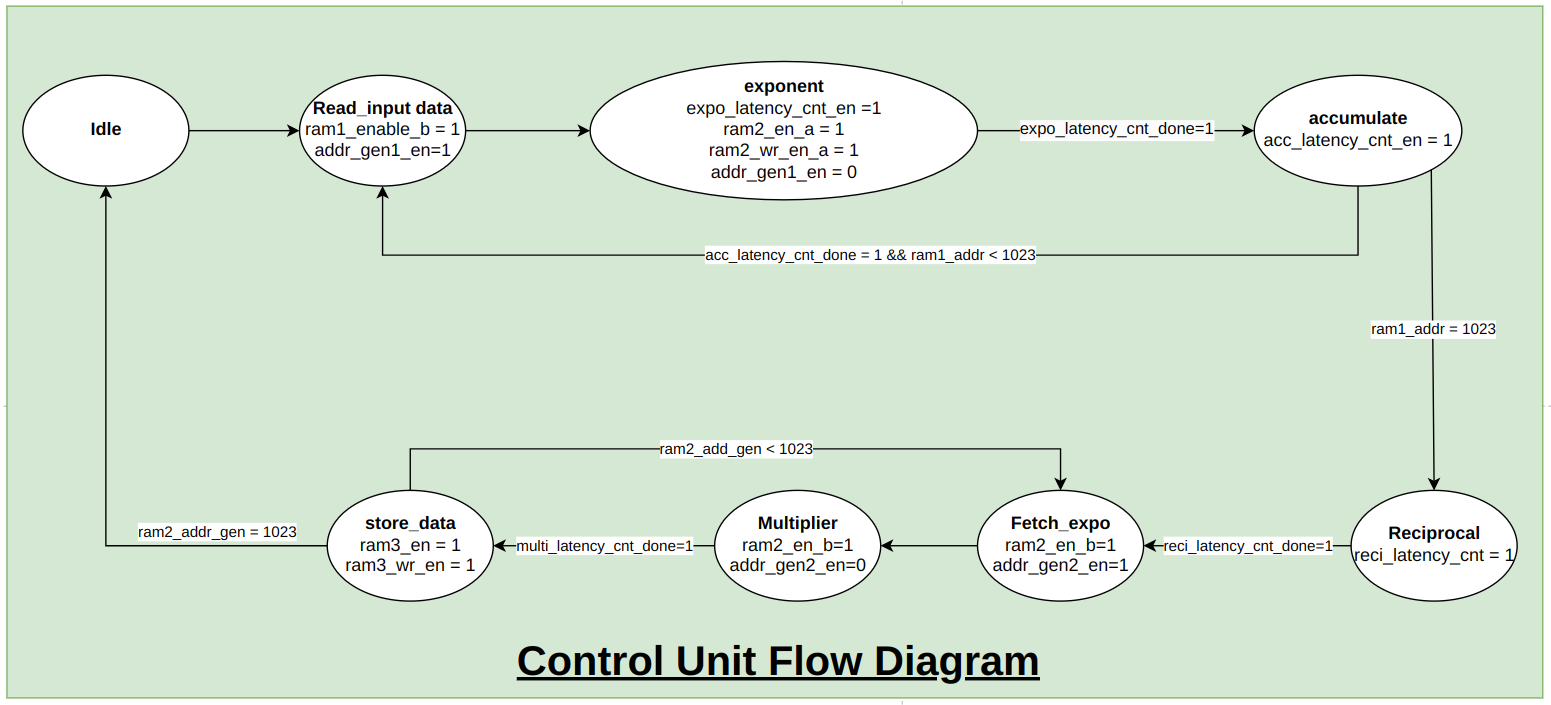 Idle
Read_input data
ram1_enable_b = 1
addr_gen1_en=1
exponent
expo_latency_cnt_en =1
ram2_en_a = 1
ram2_wr_en_a = 1
addr_gen1_en = 0
expo_latency_cnt_done=1
accumulate
acc_latency_cnt_en = 1
acc_latency_cnt_done = 1 && ram1_addr < 1023
ram1_addr = 1023
ram2_add_gen < 1023
ram2_addr_gen = 1023
store_data
ram3_en = 1
ram3_wr_en = 1
multi_latency_cnt_done=1
Multiplier
ram2_en_b=1
addr_gen2_en=0
Fetch_expo
ram2_en_b=1
addr_gen2_en=1
reci_latency_cnt_done=1
Reciprocal
reci_latency_cnt = 1
Control Unit Flow Diagram